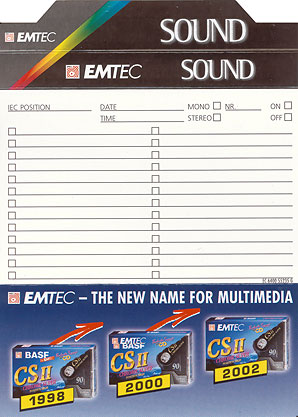 EMTEC SOUND
EMTEC SOUND
IEC POSITION DATE MONO NR. ON
TIME STEREO OFF
EMTEC – THE NEW NAME FOR MULTIMEDIA
BASF
CS II
90
1998
EMTEC
BASF
CS II
90
2000
EMTEC
CS II
90
2002